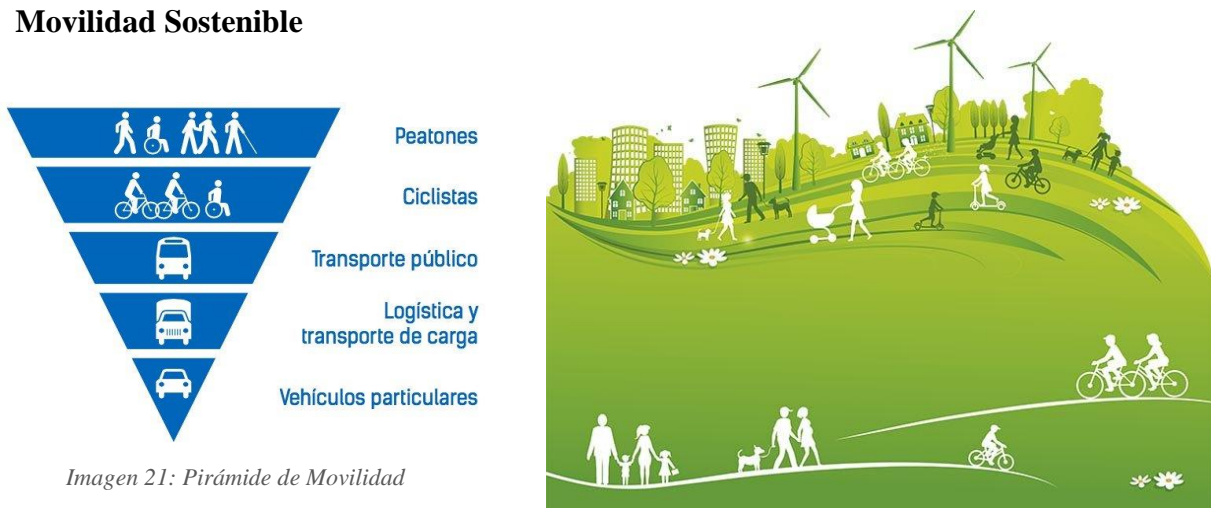 Movilidad Sostenible
Peatones
Ciclistas
Transporte público
Logística y
transporte de carga
Vehículos particulares
Imagen 21: Pirámide de Movilidad